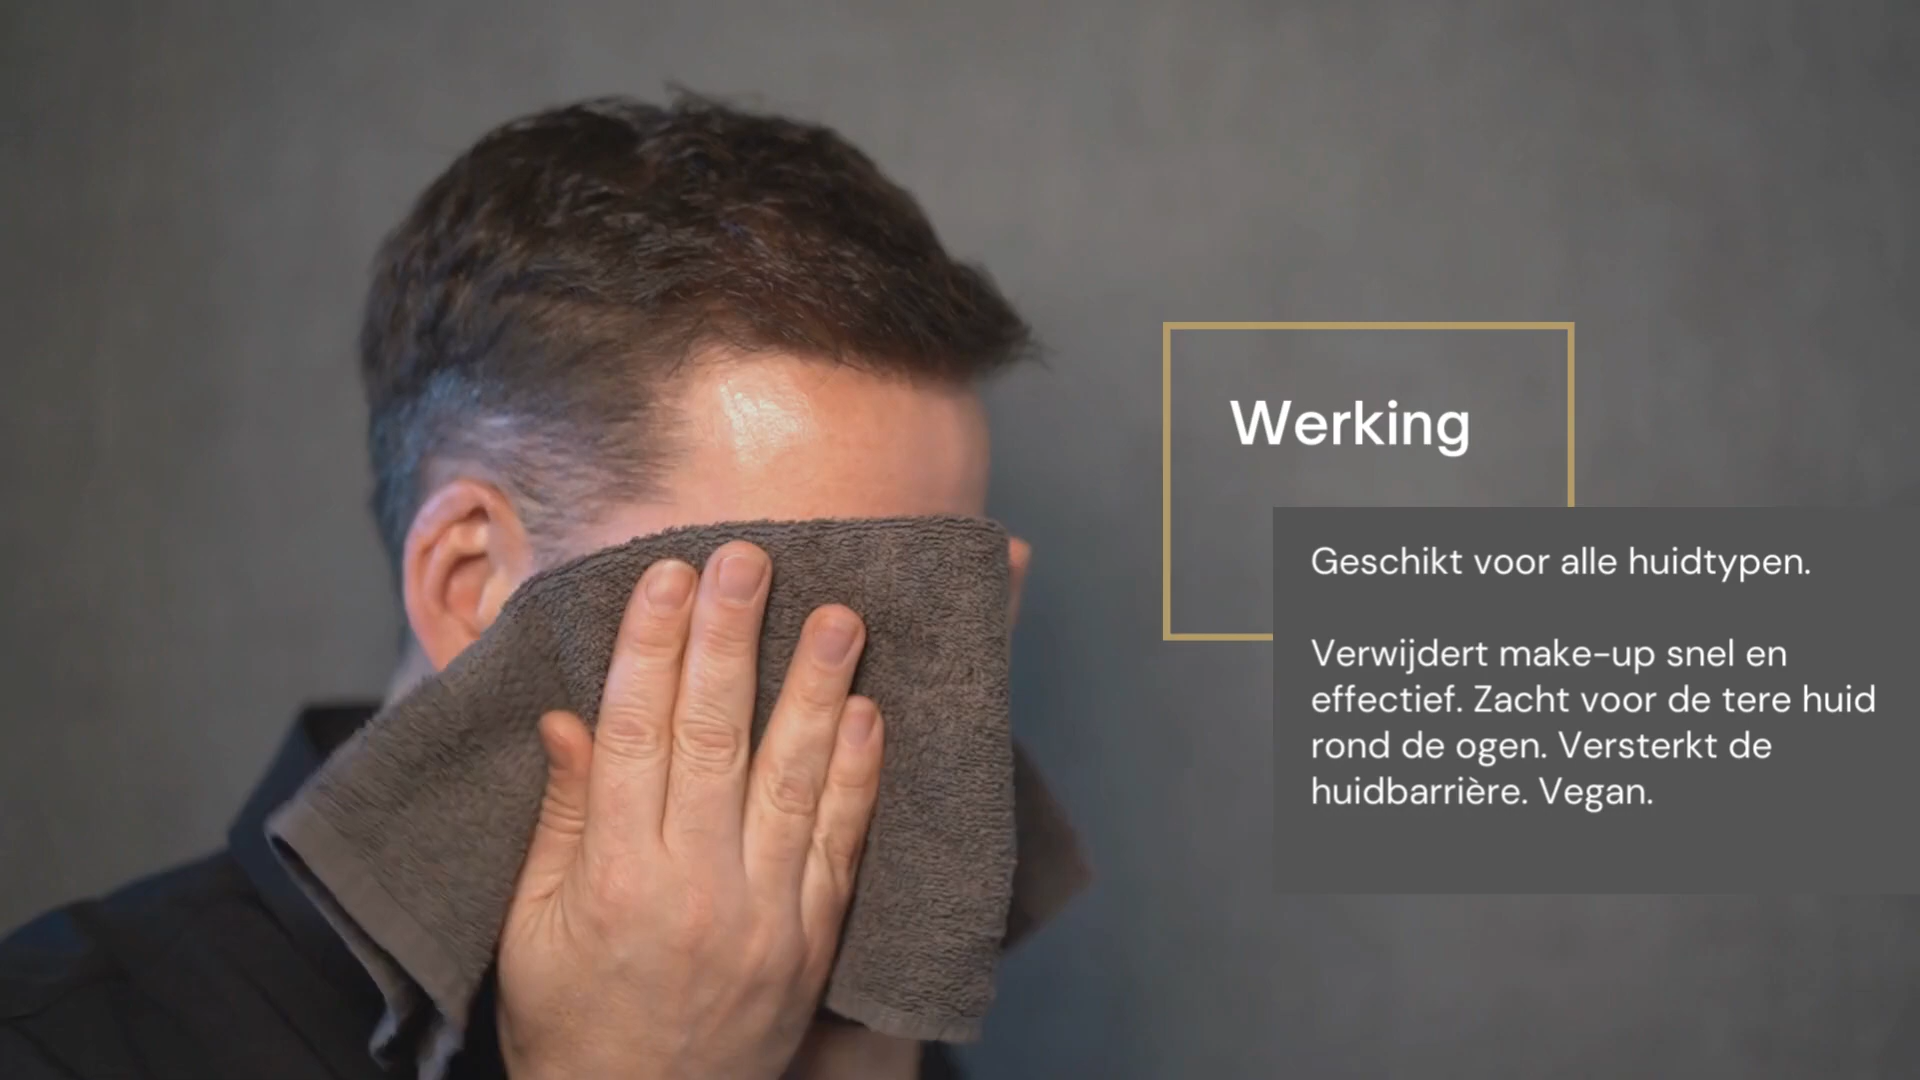 Werking
Geschikt voor alle huidtypen.
Verwijdert make-up snel en
effectief. Zacht voor de tere huid
rond de ogen. Versterkt de
huidbarrière. Vegan.